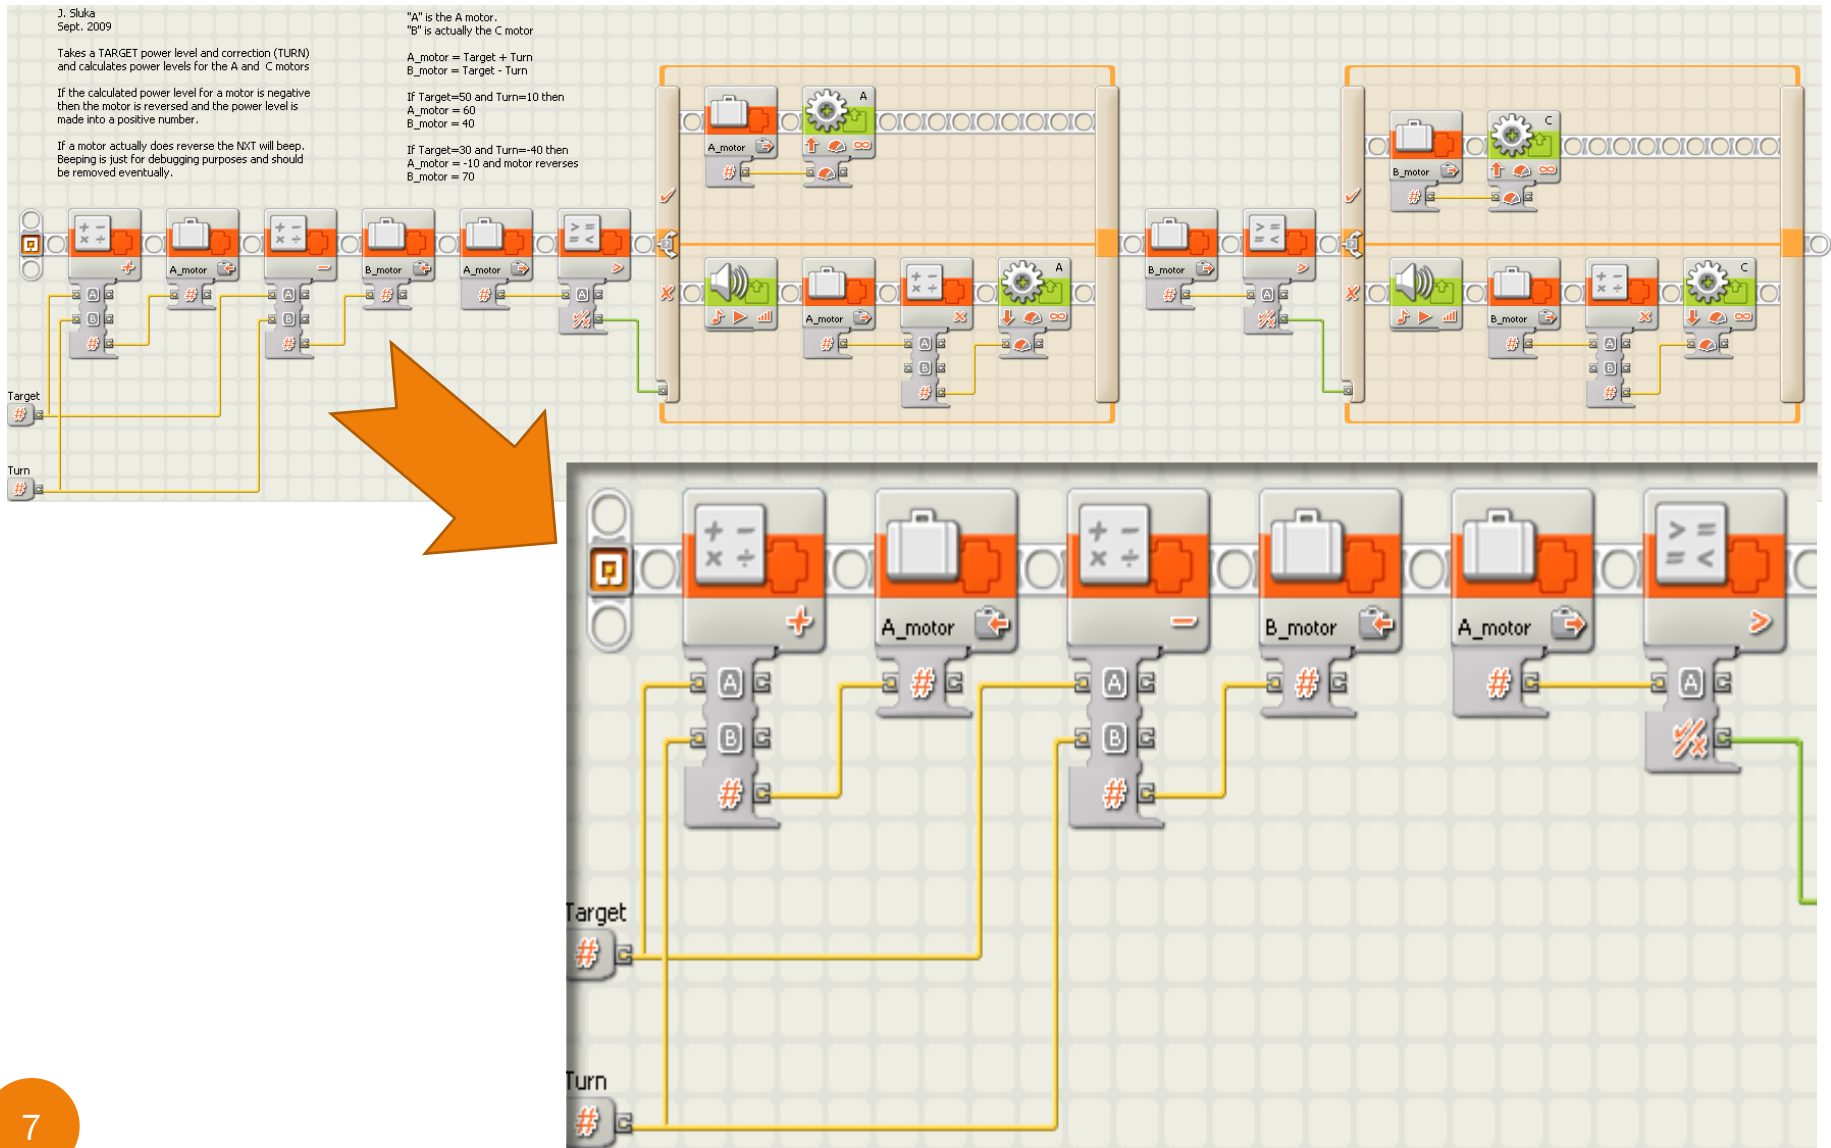 J. Sluka
Sept. 2009
Takes a TARGET power level and correction (TURN)
and calculates power levels for the A and C motors
If the calculated power level for a motor is negative
then the motor is reversed and the power level is
made into a positive number.
If a motor actually does reverse the NXT will beep.
Beeping is just for debugging purposes and should
be removed eventually.
"A" is the A motor.
"B" is actually the C motor
A_motor = Target + Turn
B_motor = Target - Turn
If Target=50 and Turn=10 then
A_motor = 60
B_motor = 40
If Target=30 and Turn=-40 then
A_motor = -10 and motor reverses
B_motor = 70
A
A_motor
C
B_motor
A_motor
B_motor
A_motor
B_motor
A
A_motor
C
B_motor
A
A
A
B
B
A
B
A
B
Target
#
Turn
#
A_motor
B_motor
A_motor
A
#
A
#
#
A
B
B
#
#
Target
#
Turn
#
7